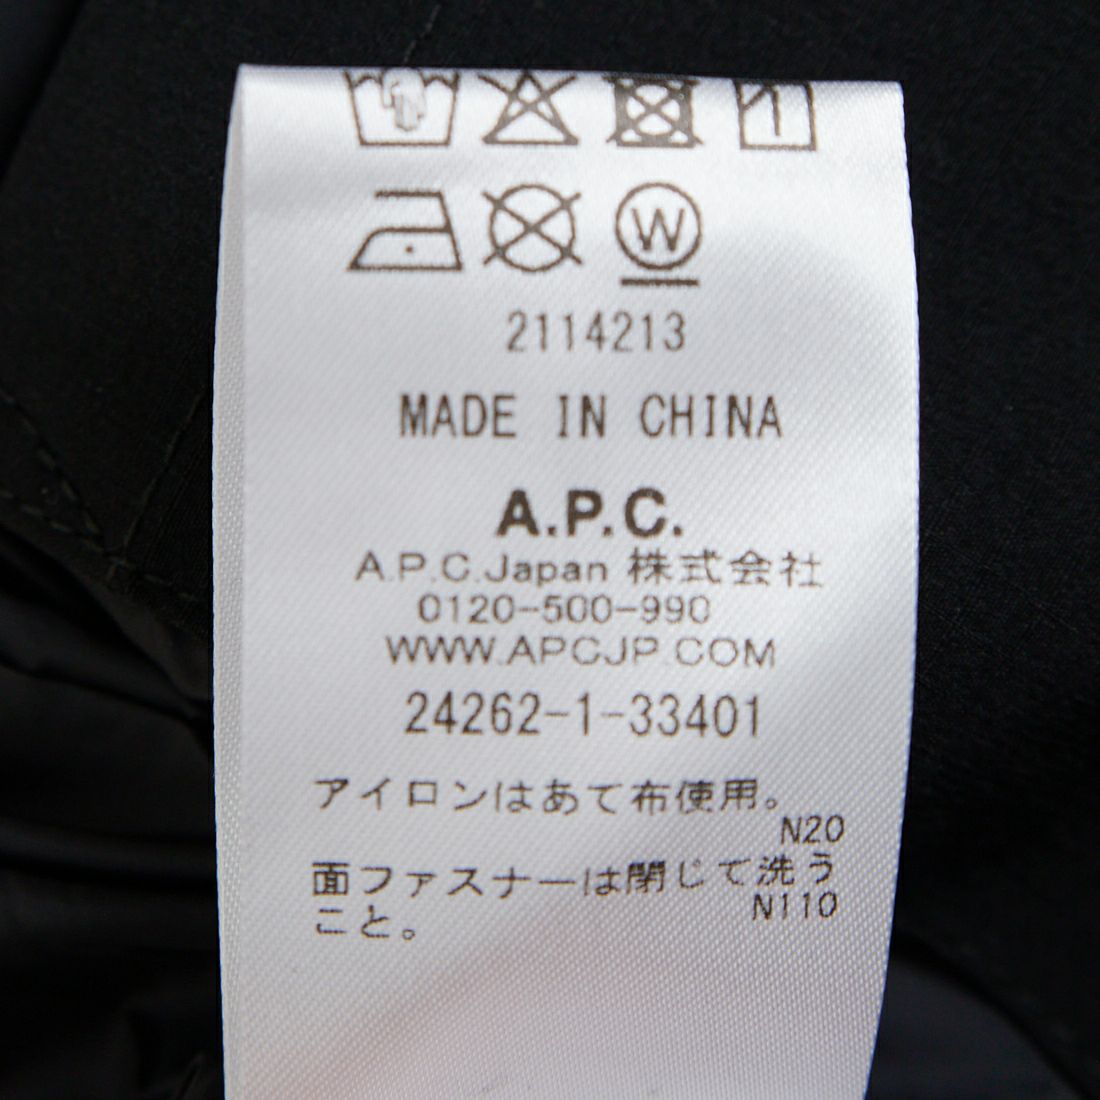 W
2114213
MADE IN CHINA
A.P.C.
A.P.C.Japan 株式会社
0120-500-990
WWW.APCJP.COM
24262-1-33401
アイロンはあて布使用。
N20
面ファスナーは閉じて洗う
こと。
N110